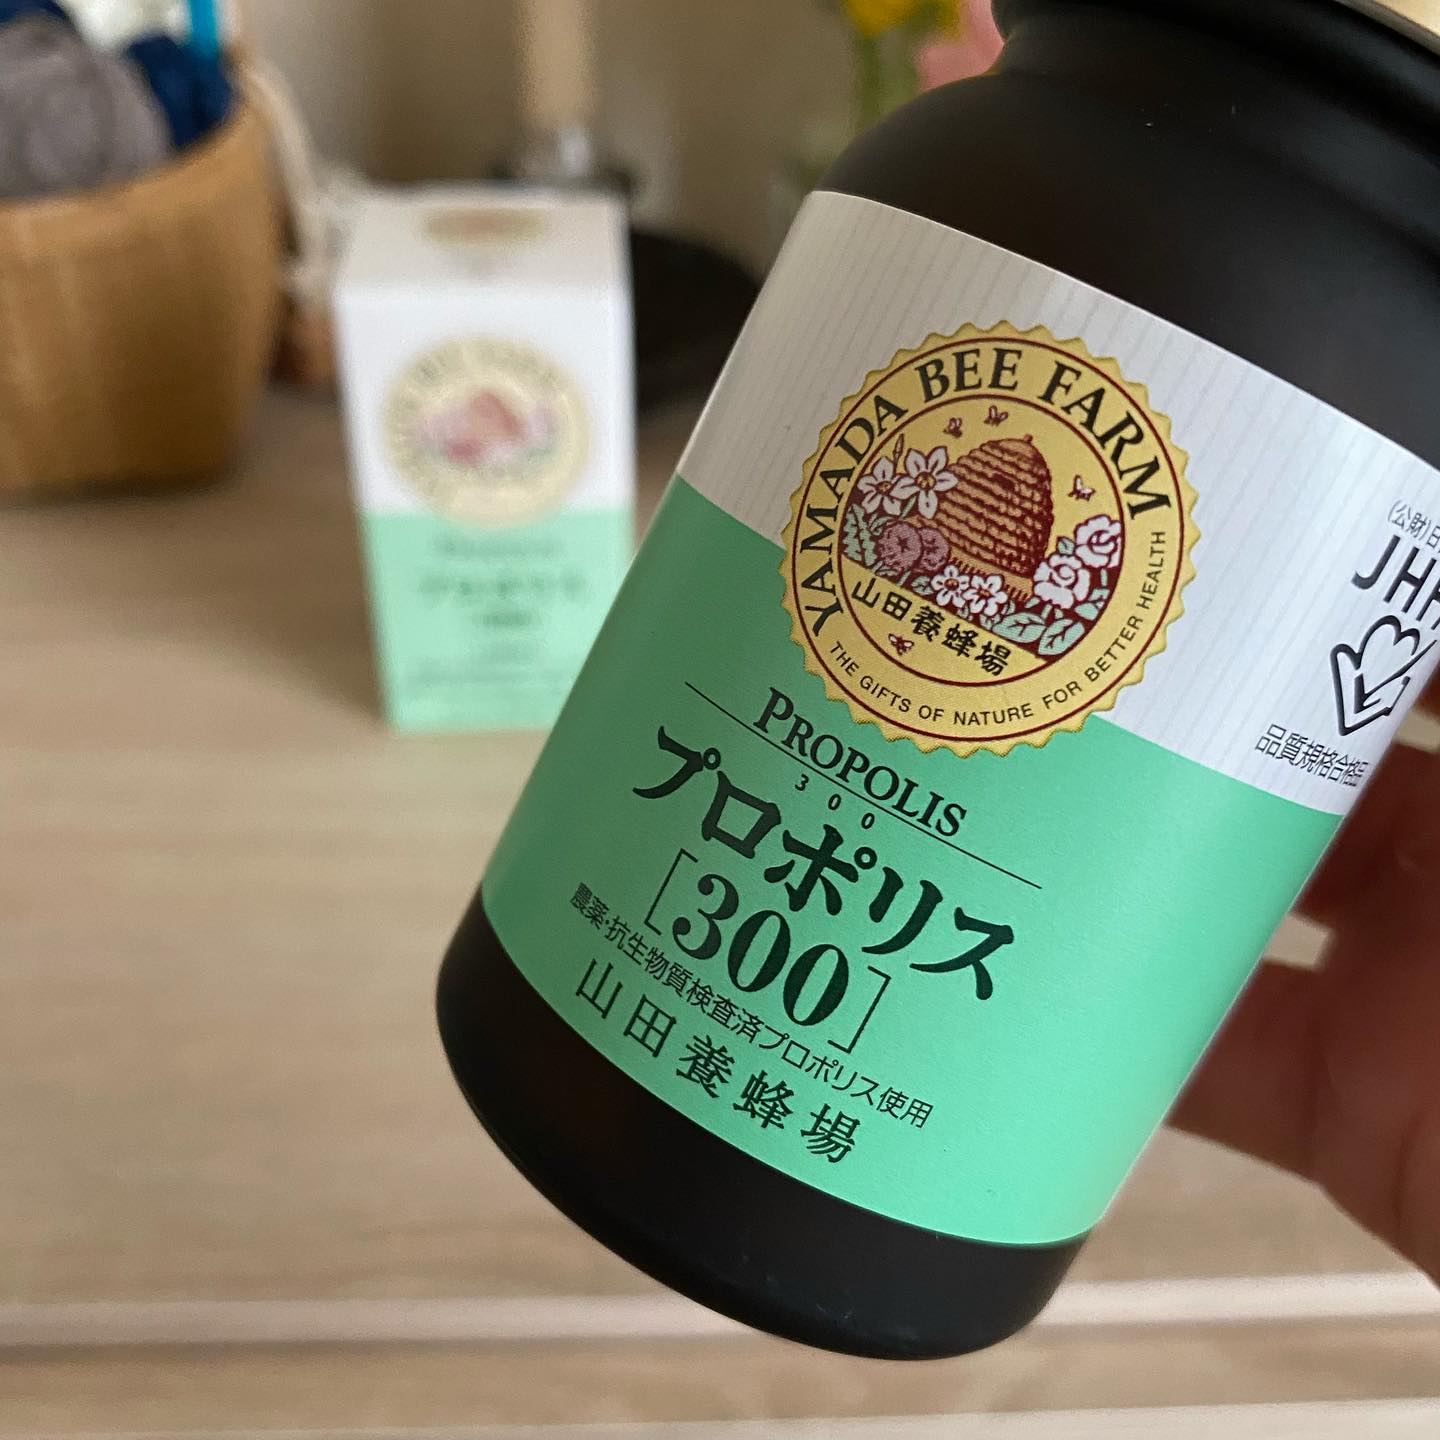 YAMADA BEE FARM
山田養蜂場
THE GIFTS OF NATURE FOR BETTER HEALTH
PROPOLIS
300
プロポリス
[300]
農薬・抗生物質検査済プロポリス使用
山田養蜂場
(公財)日
JHF
品質規格合格